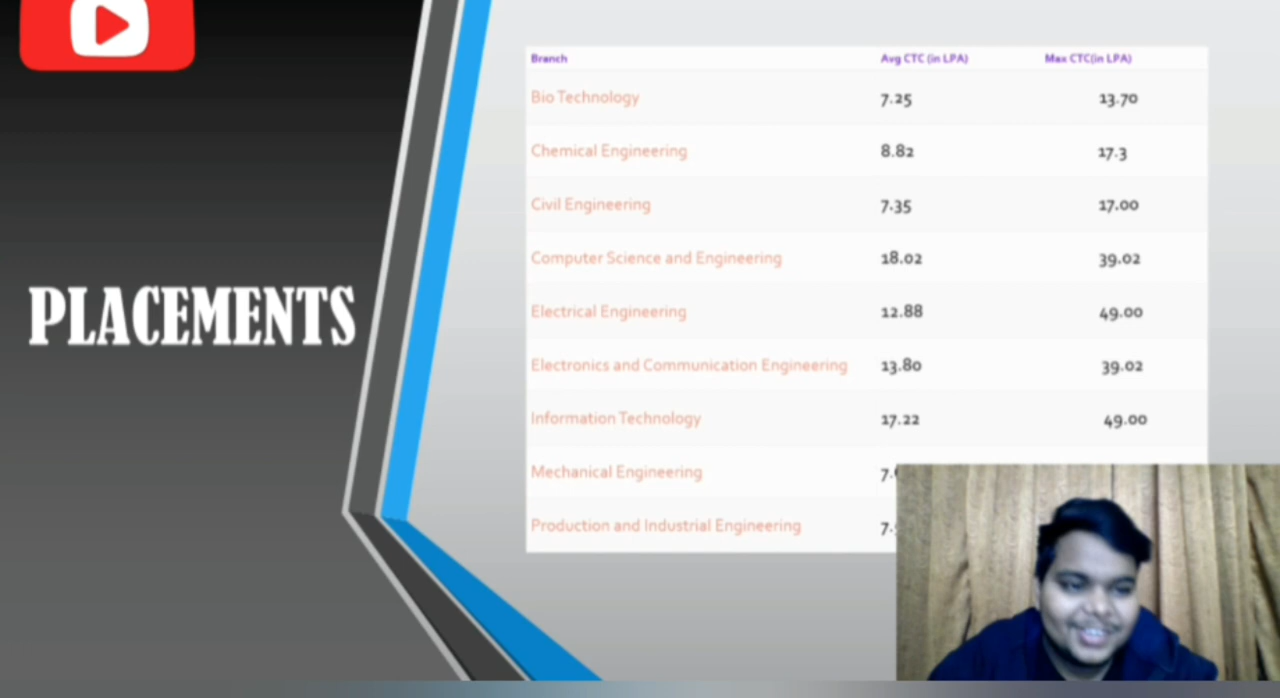 PLACEMENTS
Branch Avg CTC (in LPA) Max CTC(in LPA)
Bio Technology 7.25 13.70
Chemical Engineering 8.82 17.3
Civil Engineering 7.35 17.00
Computer Science and Engineering 18.02 39.02
Electrical Engineering 12.88 49.00
Electronics and Communication Engineering 13.80 39.02
Information Technology 17.22 49.00
Mechanical Engineering 7.
Production and Industrial Engineering 7.